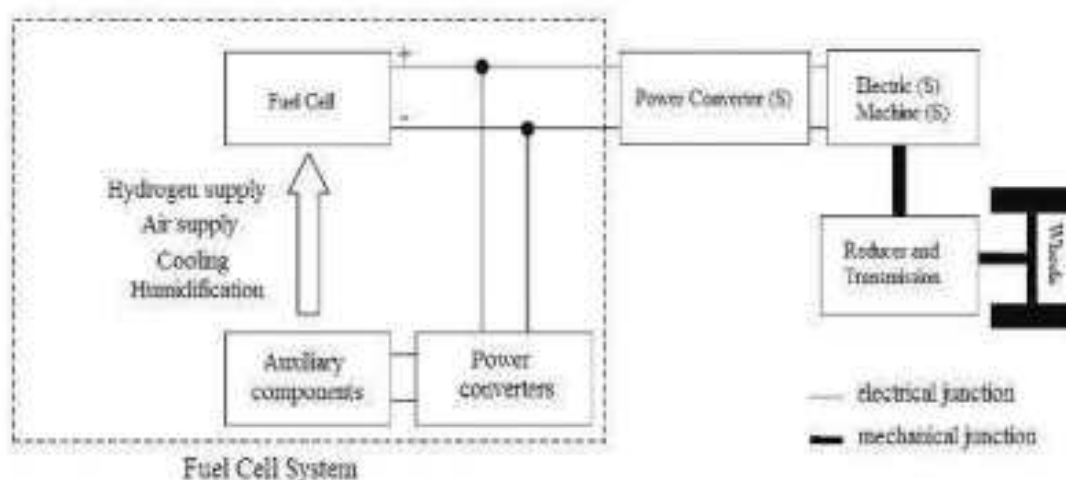 +
Fuel Cell
-
Power Converter (S)
Electric (S)
Machine (S)
Hydrogen supply
Air supply
Cooling
Humidification
Reducer and
Transmission
Wheels
Auxiliary
components
Power
converters
electrical junction
mechanical junction
Fuel Cell System